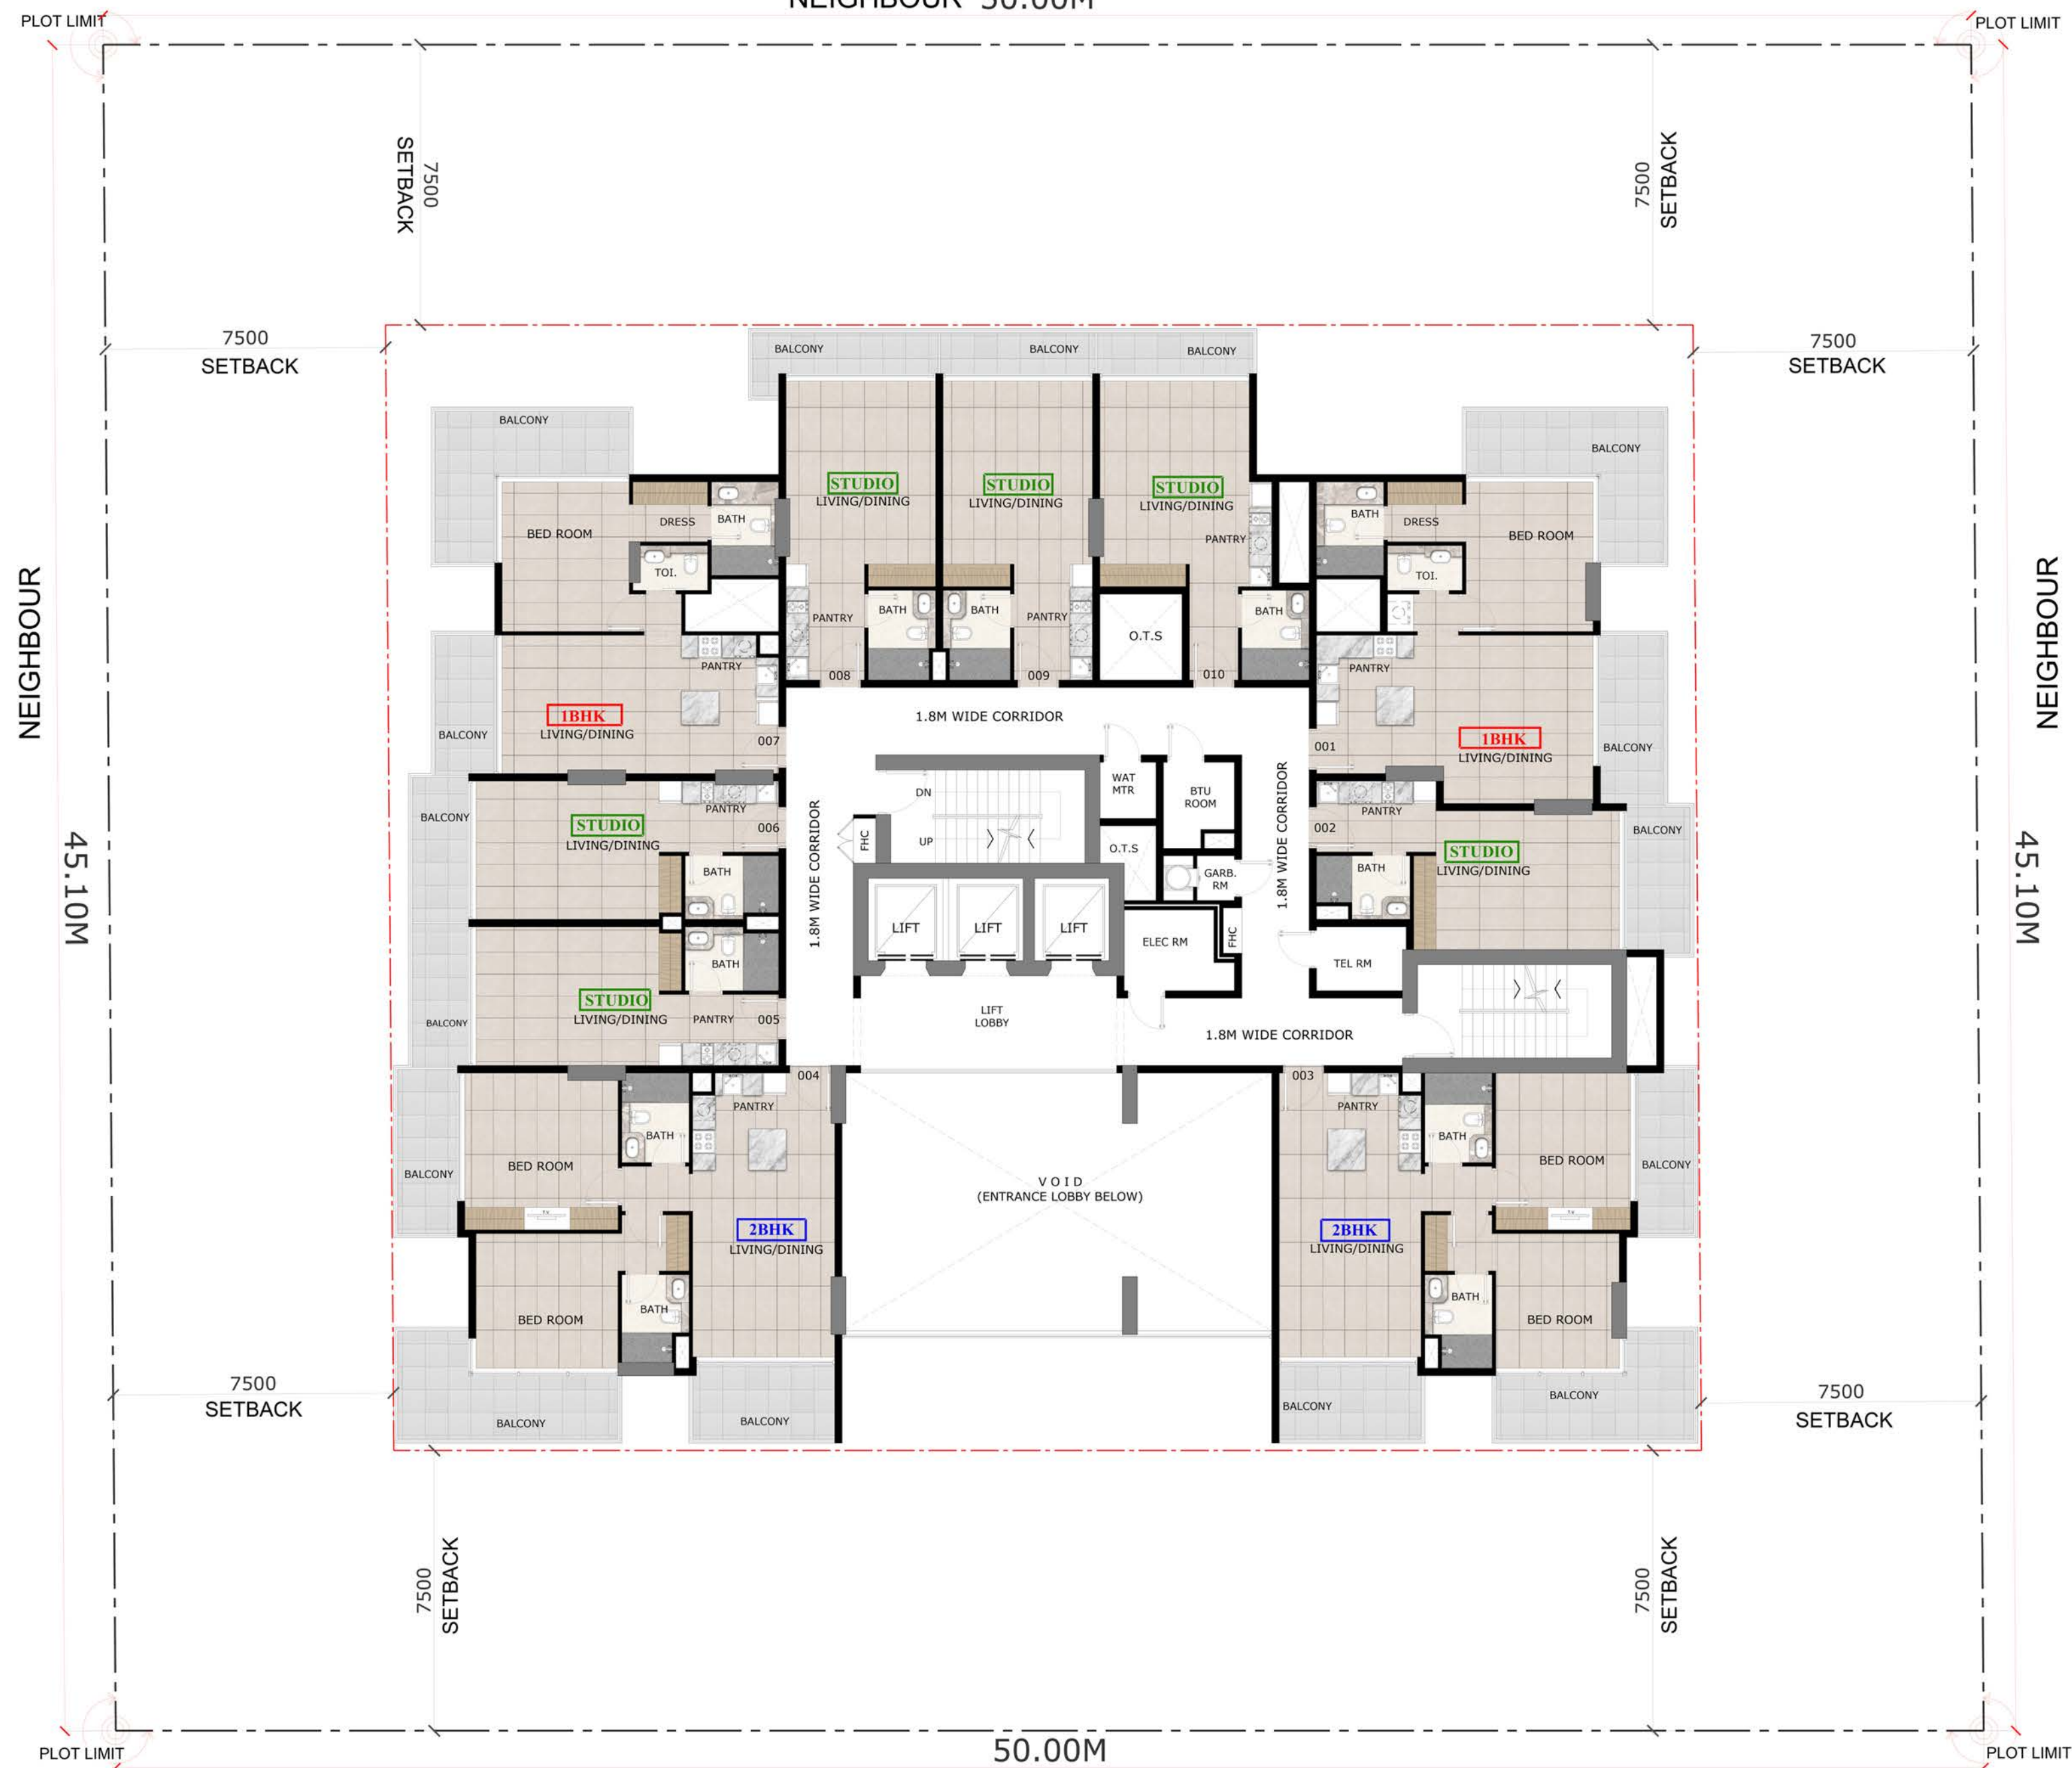 NEIGHBOUR 50.00M
PLOT LIMIT
PLOT LIMIT
SETBACK
7500
7500
SETBACK
7500
SETBACK
7500
SETBACK
BALCONY
BALCONY
BALCONY
BALCONY
BALCONY
STUDIO
LIVING/DINING
STUDIO
LIVING/DINING
STUDIO
LIVING/DINING
BED ROOM
DRESS
BATH
TOI.
PANTRY
BATH
DRESS
BED ROOM
TOI.
PANTRY
BATH
BATH
PANTRY
O.T.S
BATH
008
009
010
NEIGHBOUR
NEIGHBOUR
PANTRY
1BHK
LIVING/DINING
BALCONY
007
1.8M WIDE CORRIDOR
PANTRY
001
1BHK
LIVING/DINING
BALCONY
BALCONY
PANTRY
STUDIO
LIVING/DINING
006
BATH
1.8M WIDE CORRIDOR
FHC
DN
UP
WAT
MTR
BTU
ROOM
O.T.S
GARB.
RM
1.8M WIDE CORRIDOR
PANTRY
002
BATH
STUDIO
LIVING/DINING
BALCONY
45.10M
45.10M
BATH
STUDIO
LIVING/DINING
PANTRY
005
BALCONY
LIFT
LIFT
LIFT
ELEC RM
FHC
TEL RM
LIFT
LOBBY
1.8M WIDE CORRIDOR
004
003
PANTRY
BATH
BED ROOM
BALCONY
2BHK
LIVING/DINING
BED ROOM
BATH
BALCONY
BALCONY
V O I D
(ENTRANCE LOBBY BELOW)
PANTRY
BATH
BED ROOM
BALCONY
2BHK
LIVING/DINING
BATH
BED ROOM
BALCONY
BALCONY
7500
SETBACK
7500
SETBACK
7500
SETBACK
7500
SETBACK
PLOT LIMIT
50.00M
PLOT LIMIT